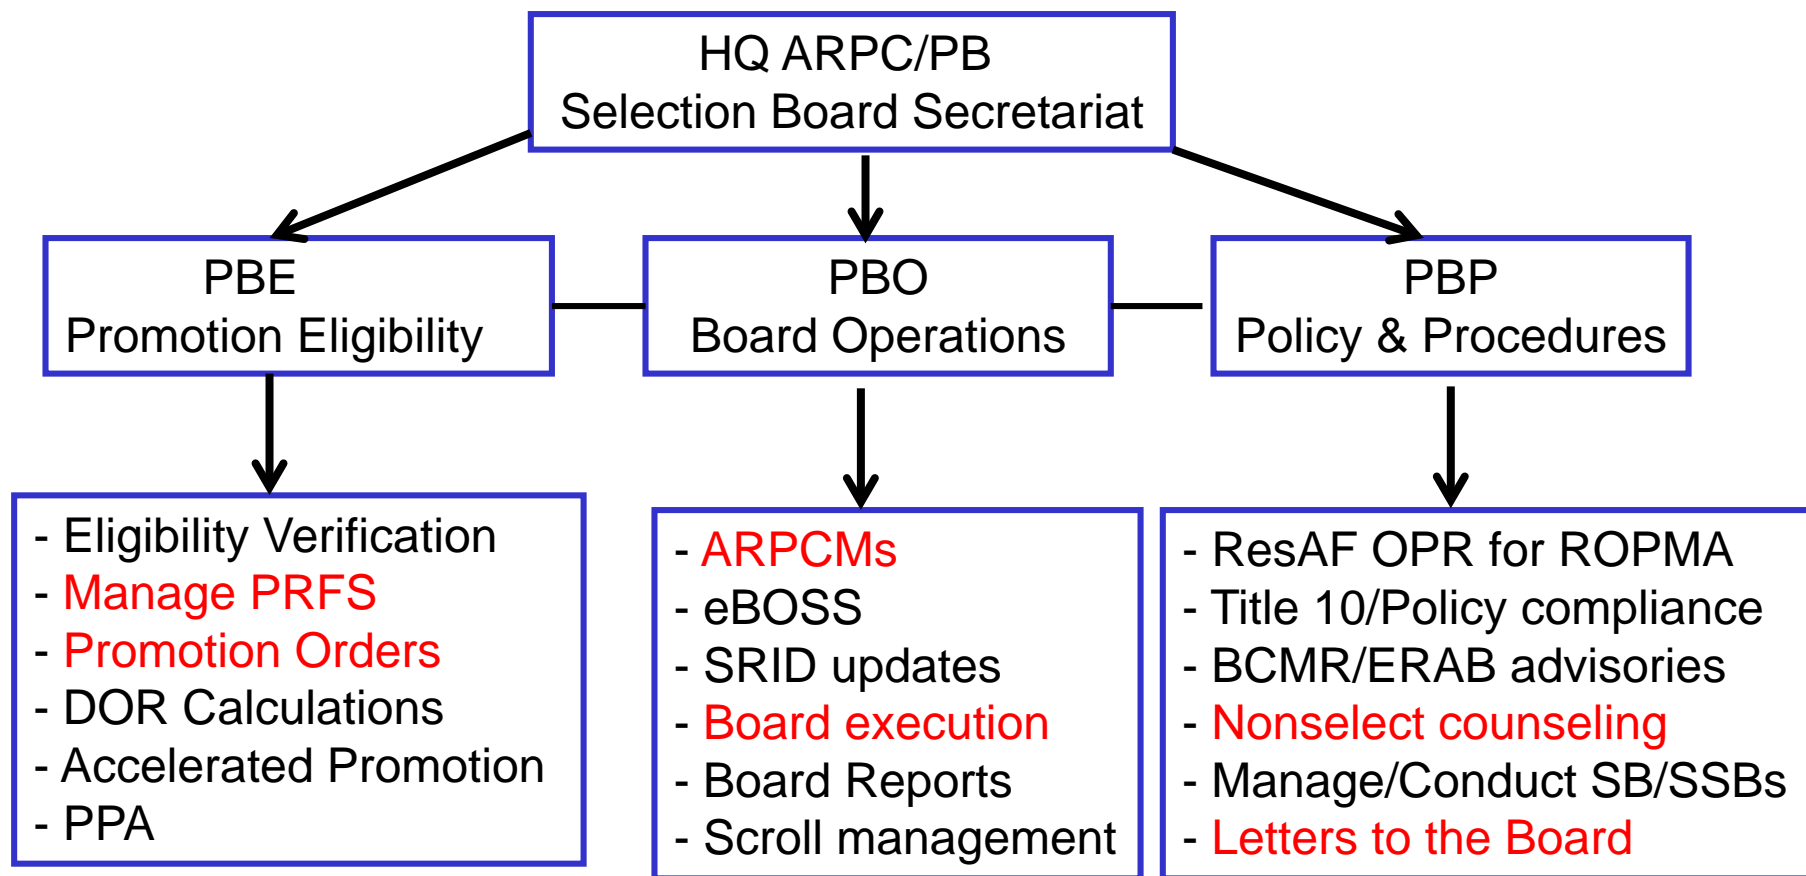 HQ ARPC/PB
Selection Board Secretariat
PBE
Promotion Eligibility
PBO
Board Operations
PBP
Policy & Procedures
- Eligibility Verification
- Manage PRFS
- Promotion Orders
- DOR Calculations
- Accelerated Promotion
- PPA
- ARPCMs
- eBOSS
- SRID updates
- Board execution
- Board Reports
- Scroll management
- ResAF OPR for ROPMA
- Title 10/Policy compliance
- BCMR/ERAB advisories
- Nonselect counseling
- Manage/Conduct SB/SSBs
- Letters to the Board